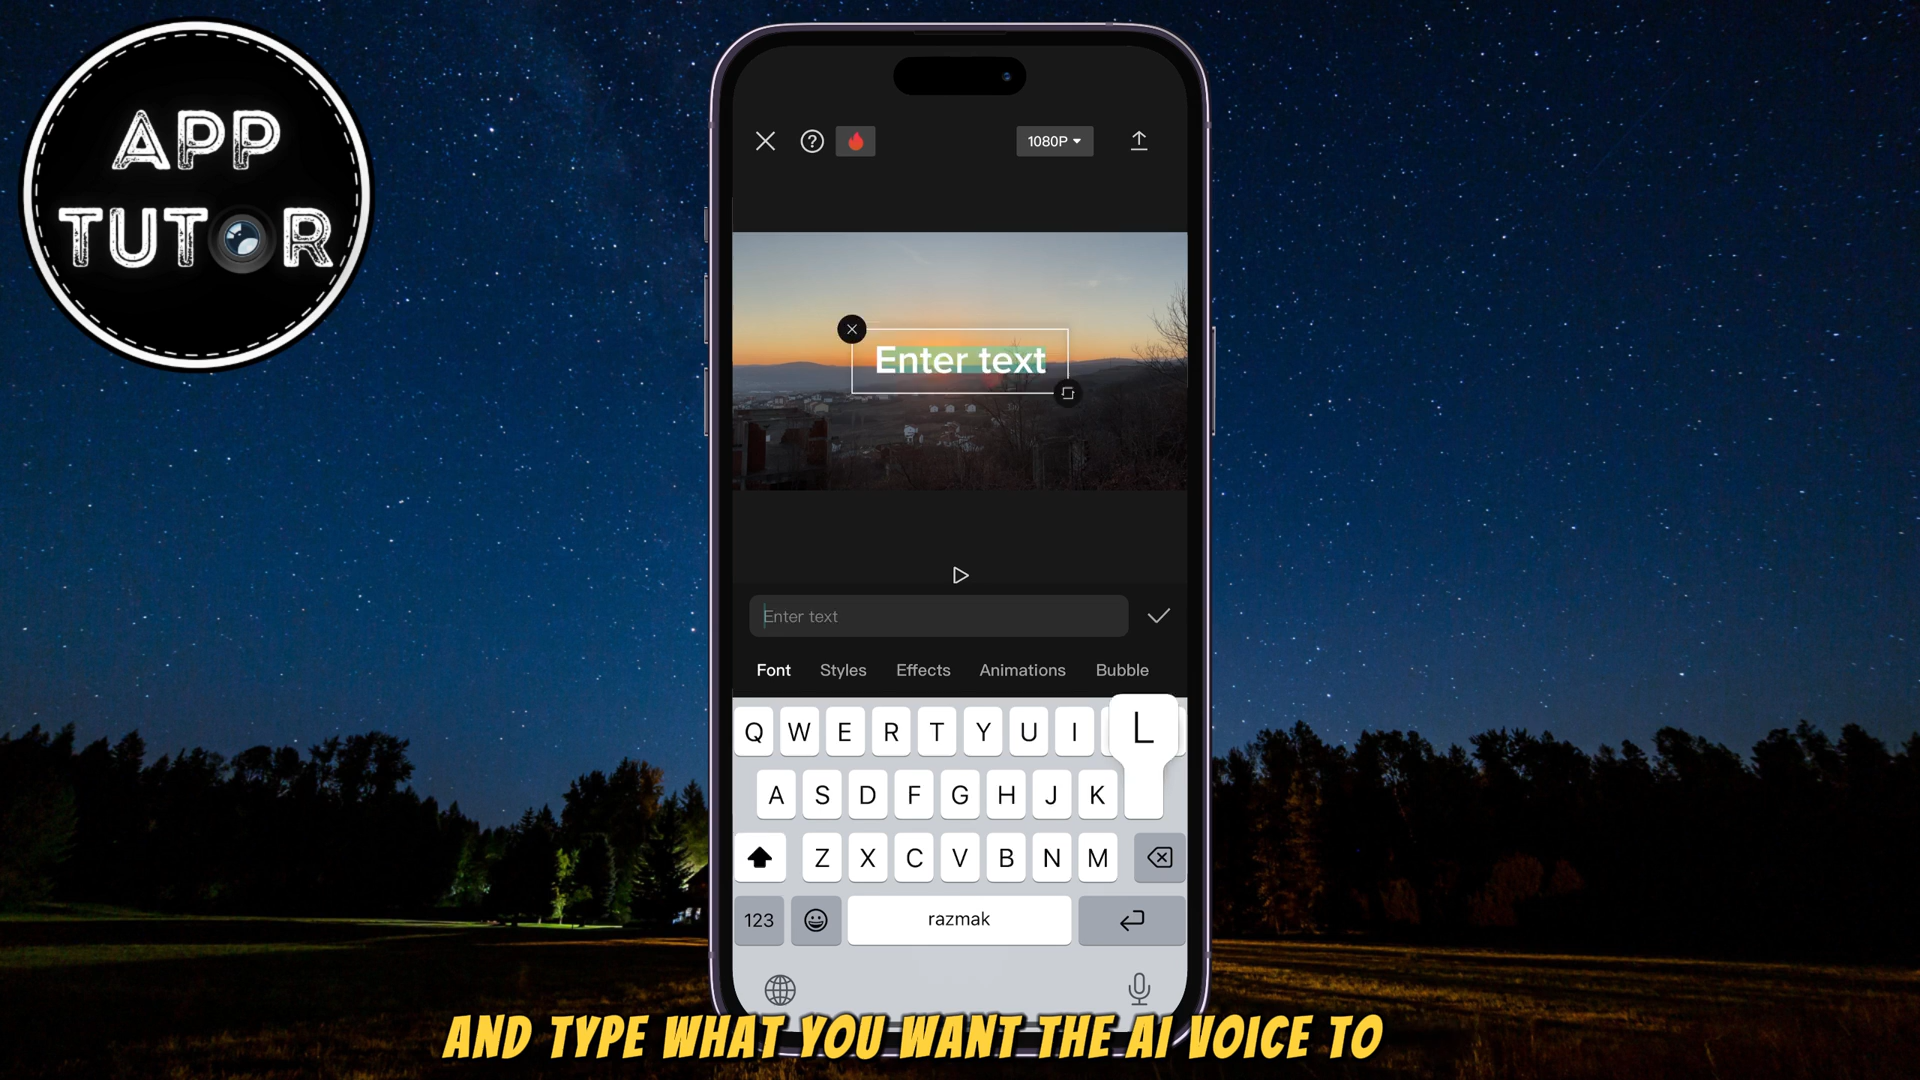 APP
TUTOR
1080P
Enter text
Enter text
Font Styles Effects Animations Bubble
Q W E R T Y U I L
A S D F G H J K
Z X C V B N M
123 razmak
AND TYPE WHAT YOU WANT THE AI VOICE TO